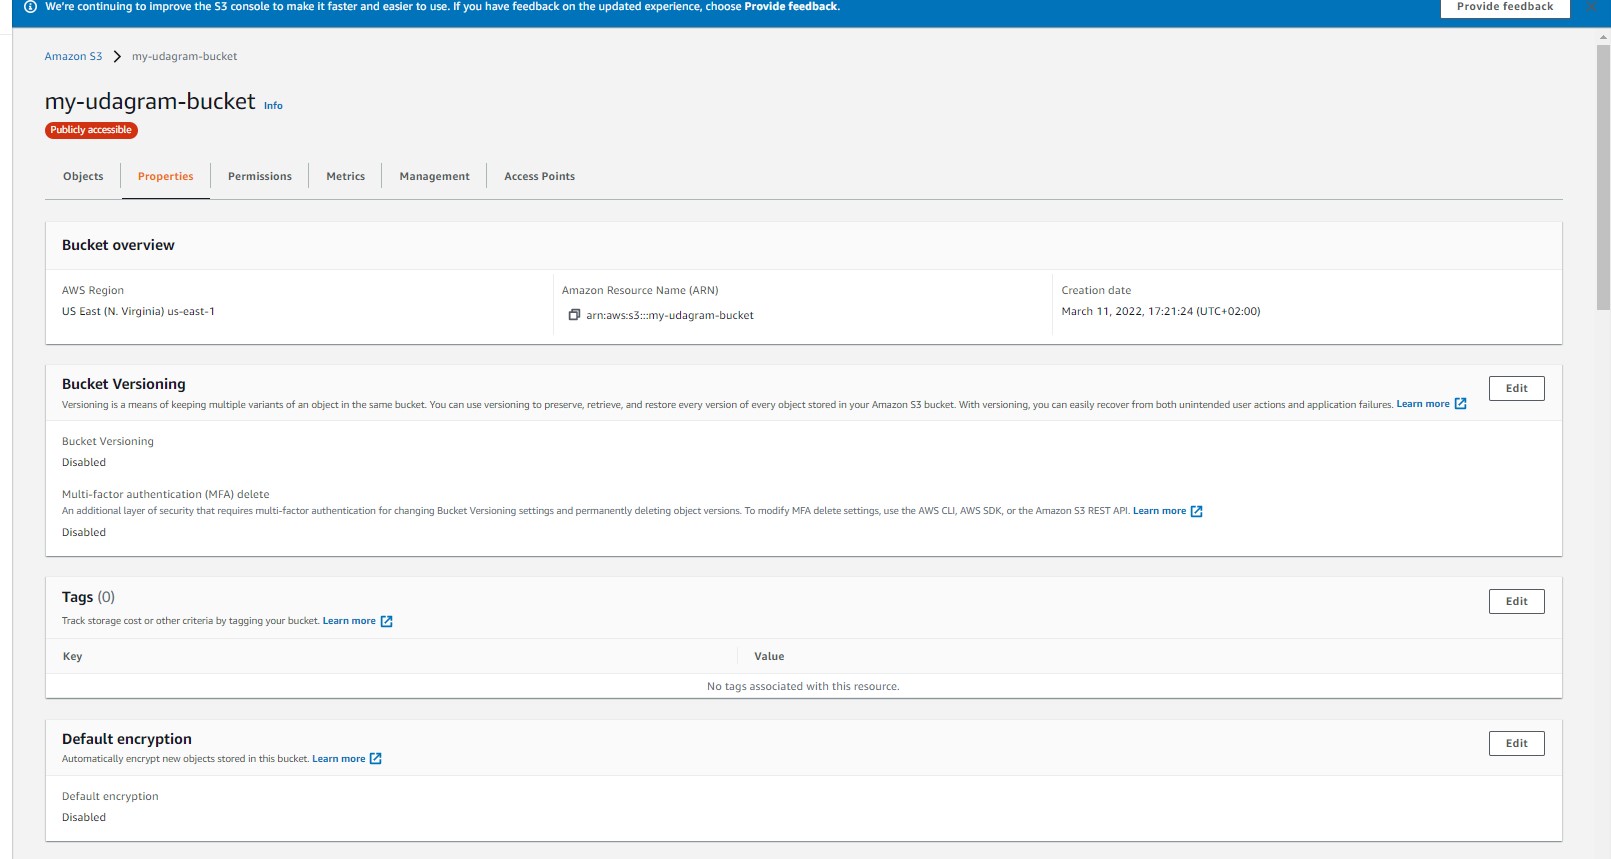 We're continuing to improve the S3 console to make it faster and easier to use. If you have feedback on the updated experience, choose Provide feedback.
Provide feedback
Amazon S3 > my-udagram-bucket
my-udagram-bucket Info
Publicly accessible
Objects Properties Permissions Metrics Management Access Points
Bucket overview
AWS Region
US East (N. Virginia) us-east-1
Amazon Resource Name (ARN)
arn:aws:s3:::my-udagram-bucket
Creation date
March 11, 2022, 17:21:24 (UTC+02:00)
Bucket Versioning
Edit
Versioning is a means of keeping multiple variants of an object in the same bucket. You can use versioning to preserve, retrieve, and restore every version of every object stored in your Amazon S3 bucket. With versioning, you can easily recover from both unintended user actions and application failures. Learn more
Bucket Versioning
Disabled
Multi-factor authentication (MFA) delete
An additional layer of security that requires multi-factor authentication for changing Bucket Versioning settings and permanently deleting object versions. To modify MFA delete settings, use the AWS CLI, AWS SDK, or the Amazon S3 REST API. Learn more
Disabled
Tags (0)
Edit
Track storage cost or other criteria by tagging your bucket. Learn more
Key Value
No tags associated with this resource.
Default encryption
Edit
Automatically encrypt new objects stored in this bucket. Learn more
Default encryption
Disabled